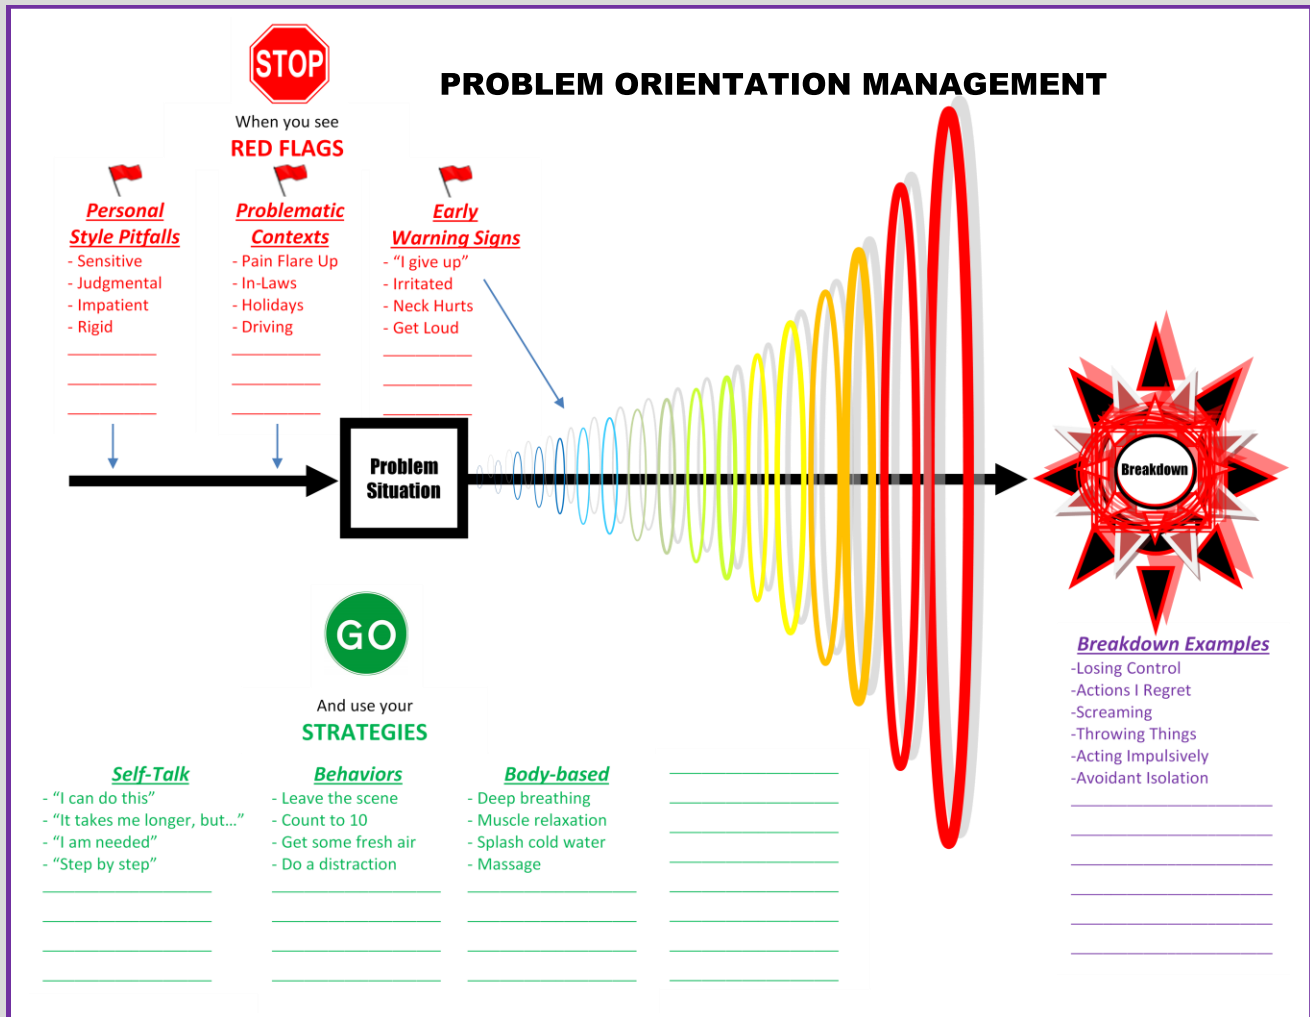 STOP
PROBLEM ORIENTATION MANAGEMENT
When you see
RED FLAGS
Personal
Style Pitfalls
- Sensitive
- Judgmental
- Impatient
- Rigid
Problematic
Contexts
- Pain Flare Up
- In-Laws
- Holidays
- Driving
Early
Warning Signs
- “I give up”
- Irritated
- Neck Hurts
- Get Loud
Problem
Situation
Breakdown
GO
And use your
STRATEGIES
Self-Talk
- “I can do this”
- “It takes me longer, but...”
- “I am needed”
- “Step by step”
Behaviors
- Leave the scene
- Count to 10
- Get some fresh air
- Do a distraction
Body-based
- Deep breathing
- Muscle relaxation
- Splash cold water
- Massage
Breakdown Examples
-Losing Control
-Actions I Regret
-Screaming
-Throwing Things
-Acting Impulsively
-Avoidant Isolation